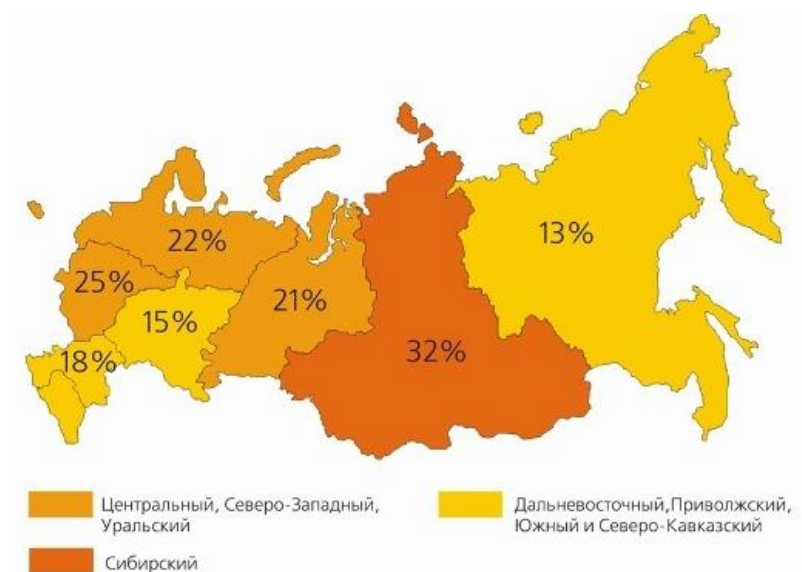 22%
13%
25%
21%
15%
32%
18%
Центральный, Северо-Западный,
Уральский
Дальневосточный,Приволжский,
Южный и Северо-Кавказский
Сибирский